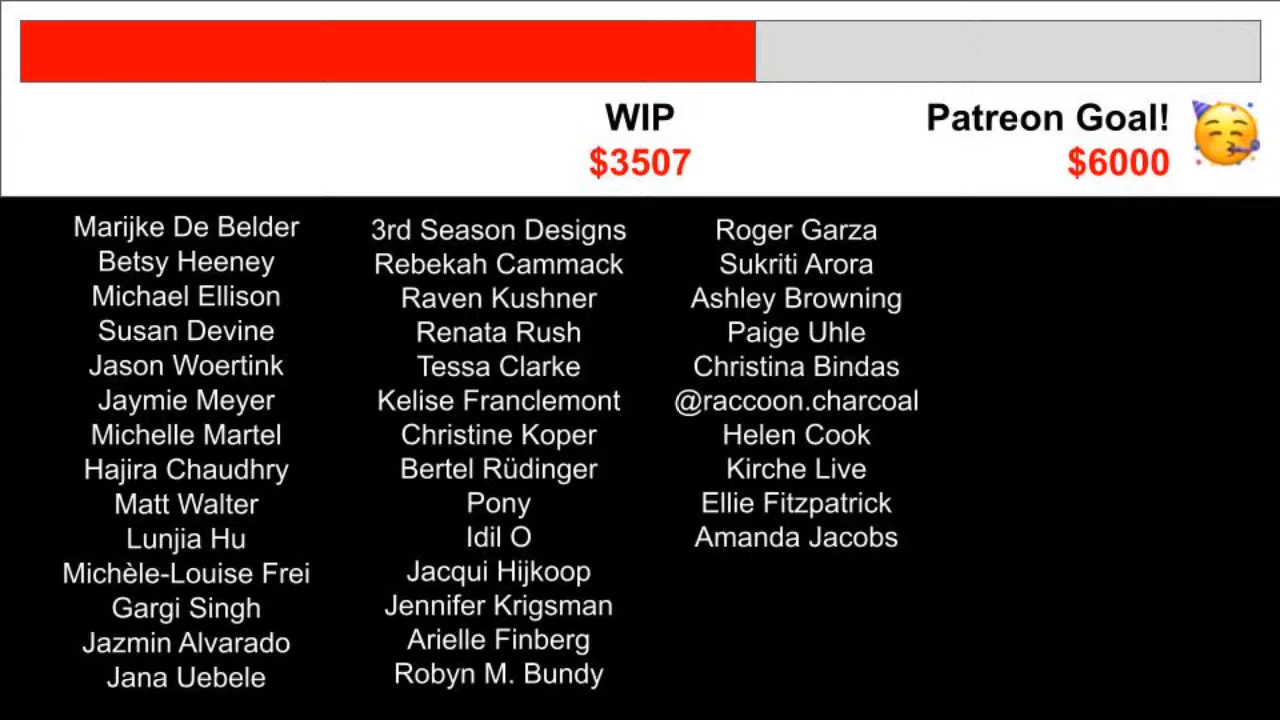 WIP
$3507
Patreon Goal!
$6000
Marijke De Belder
Betsy Heeney
Michael Ellison
Susan Devine
Jason Woertink
Jaymie Meyer
Michelle Martel
Hajira Chaudhry
Matt Walter
Lunjia Hu
Michèle-Louise Frei
Gargi Singh
Jazmin Alvarado
Jana Uebele
3rd Season Designs
Rebekah Cammack
Raven Kushner
Renata Rush
Tessa Clarke
Kelise Franclemont
Christine Koper
Bertel Rüdinger
Pony
Idil O
Jacqui Hijkoop
Jennifer Krigsman
Arielle Finberg
Robyn M. Bundy
Roger Garza
Sukriti Arora
Ashley Browning
Paige Uhle
Christina Bindas
@raccoon.charcoal
Helen Cook
Kirche Live
Ellie Fitzpatrick
Amanda Jacobs